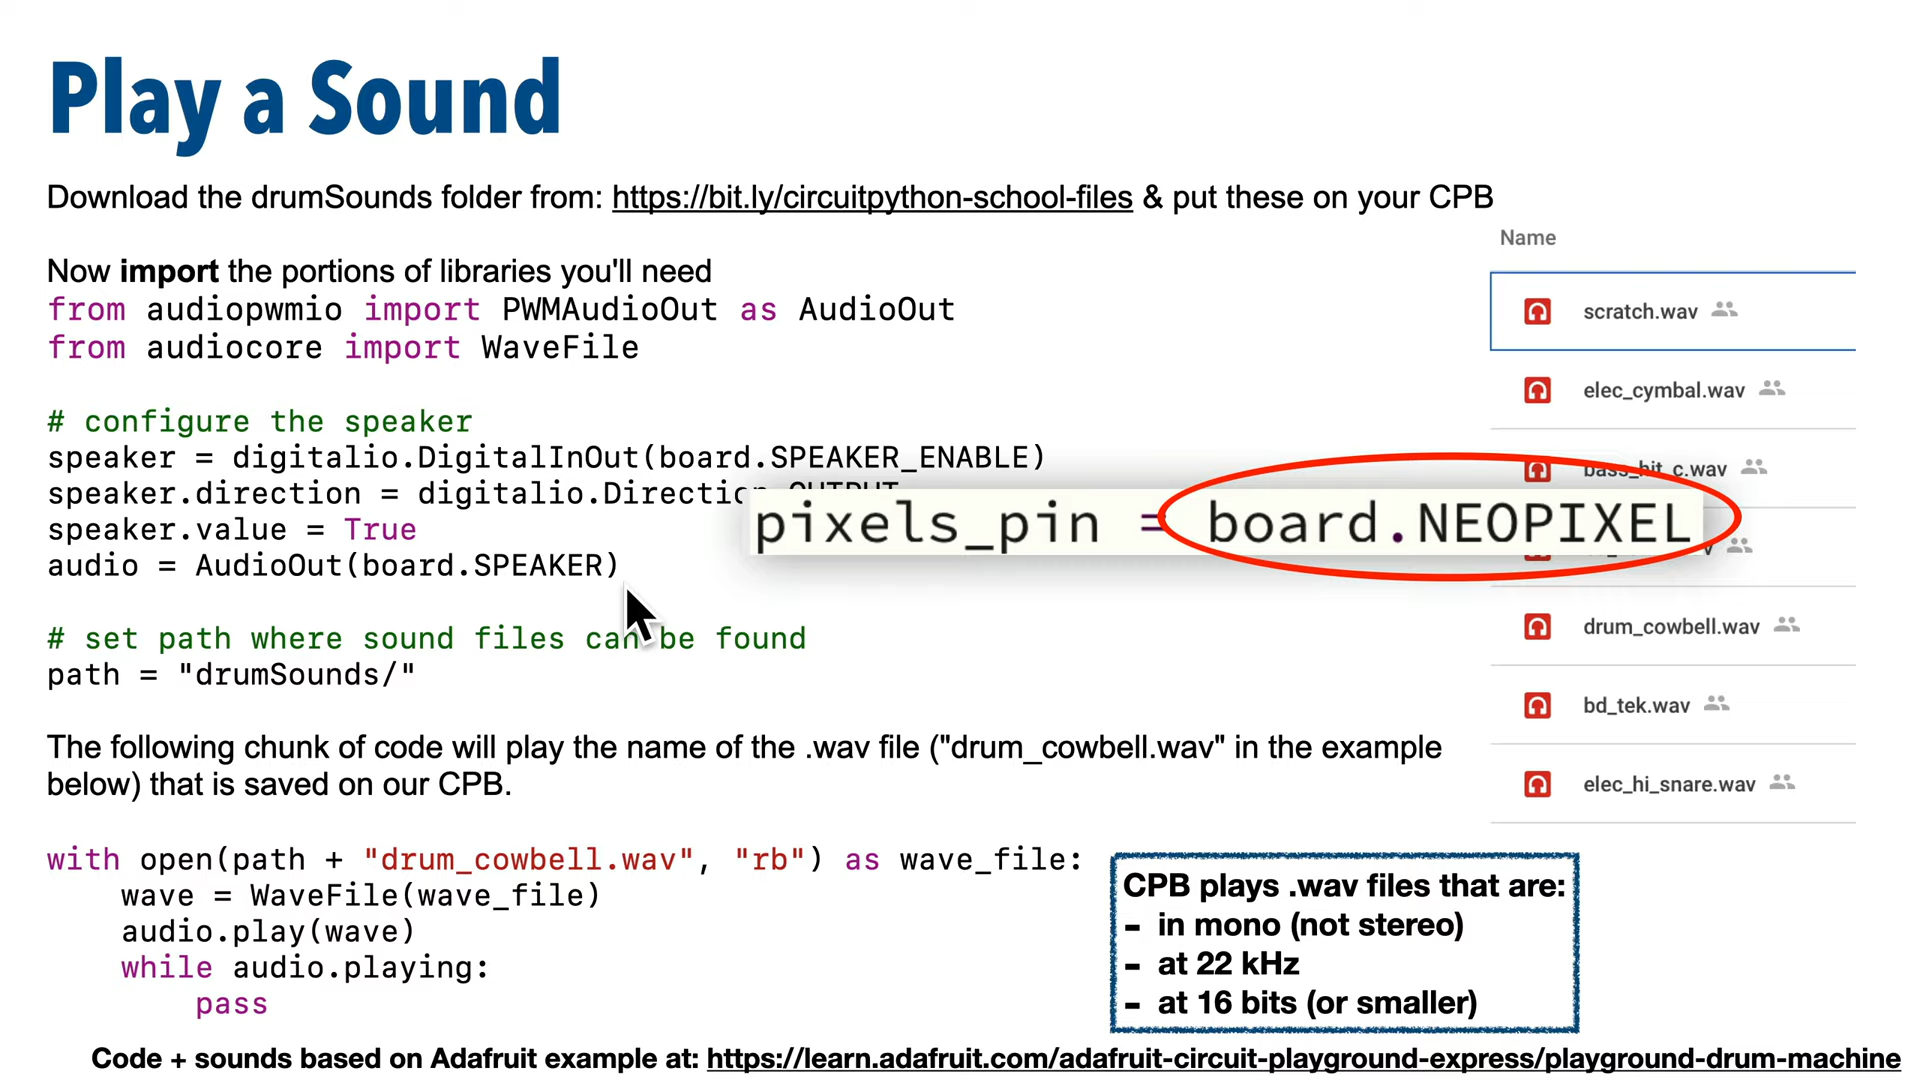 Play a Sound
Download the drumSounds folder from: https://bit.ly/circuitpython-school-files & put these on your CPB
Now import the portions of libraries you'll need
from audiopwmio import PWMAudioOut as AudioOut
from audiocore import WaveFile
# configure the speaker
speaker = digitalio.DigitalInOut(board.SPEAKER_ENABLE)
speaker.direction = digitalio.Direction.OUTPUT
speaker.value = True
audio = AudioOut(board.SPEAKER)
pixels_pin = board.NEOPIXEL
# set path where sound files can be found
path = "drumSounds/"
The following chunk of code will play the name of the .wav file ("drum_cowbell.wav" in the example
below) that is saved on our CPB.
with open(path + "drum_cowbell.wav", "rb") as wave_file:
    wave = WaveFile(wave_file)
    audio.play(wave)
    while audio.playing:
        pass
Name
scratch.wav
elec_cymbal.wav
bass_hit_c.wav
drum_cowbell.wav
bd_tek.wav
elec_hi_snare.wav
CPB plays .wav files that are:
- in mono (not stereo)
- at 22 kHz
- at 16 bits (or smaller)
Code + sounds based on Adafruit example at: https://learn.adafruit.com/adafruit-circuit-playground-express/playground-drum-machine